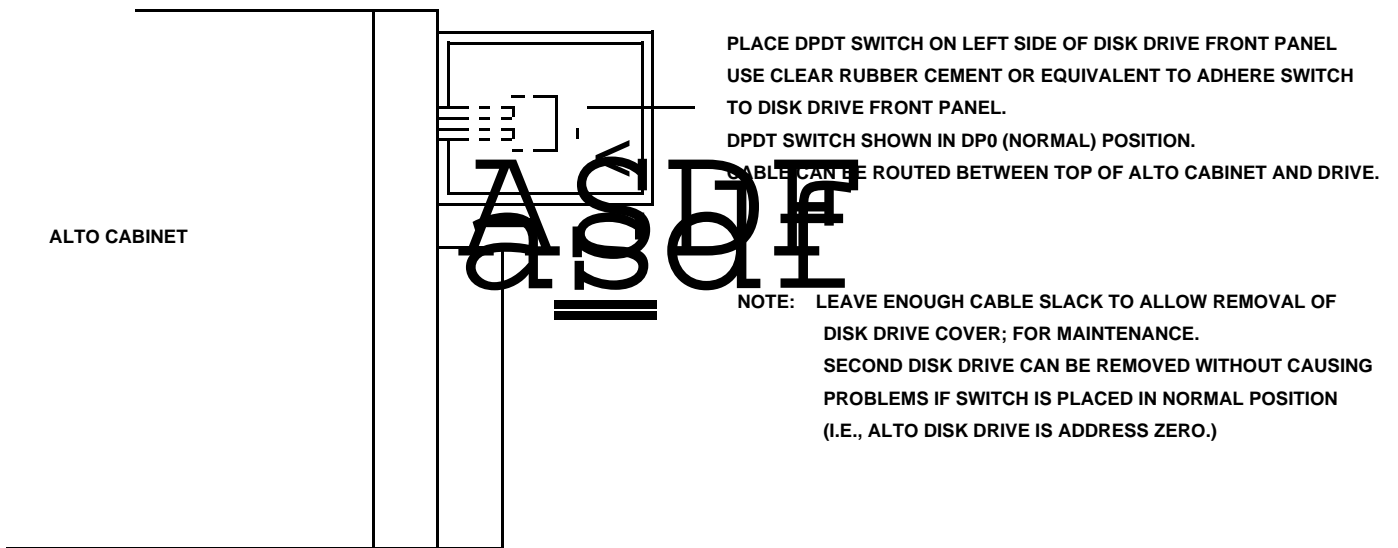 PLACE DPDT SWITCH ON LEFT SIDE OF DISK DRIVE FRONT PANEL
USE CLEAR RUBBER CEMENT OR EQUIVALENT TO ADHERE SWITCH
TO DISK DRIVE FRONT PANEL.
DPDT SWITCH SHOWN IN DP0 (NORMAL) POSITION.
CABLE CAN BE ROUTED BETWEEN TOP OF ALTO CABINET AND DRIVE.
ASDF
asdf
ALTO CABINET
NOTE: LEAVE ENOUGH CABLE SLACK TO ALLOW REMOVAL OF
DISK DRIVE COVER; FOR MAINTENANCE.
SECOND DISK DRIVE CAN BE REMOVED WITHOUT CAUSING
PROBLEMS IF SWITCH IS PLACED IN NORMAL POSITION
(I.E., ALTO DISK DRIVE IS ADDRESS ZERO.)